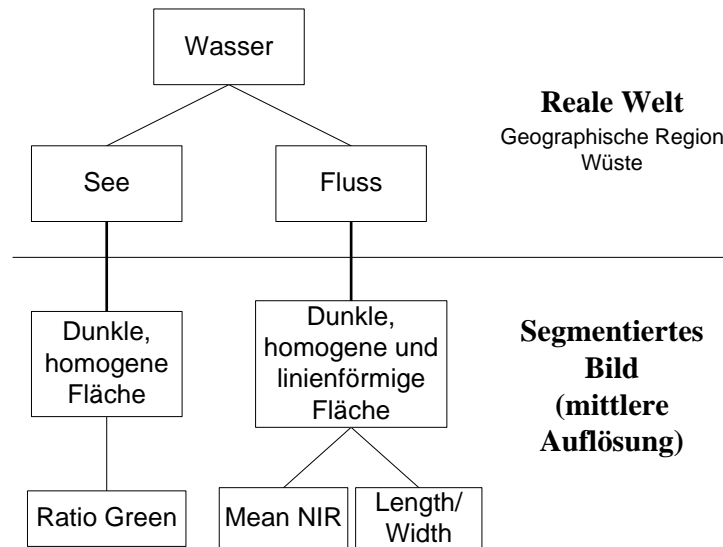 Wasser
Reale Welt
Geographische Region
Wüste
See
Fluss
Dunkle,
homogene
Fläche
Dunkle,
homogene und
linienförmige
Fläche
Segmentiertes
Bild
(mittlere
Auflösung)
Ratio Green
Mean NIR
Length/
Width